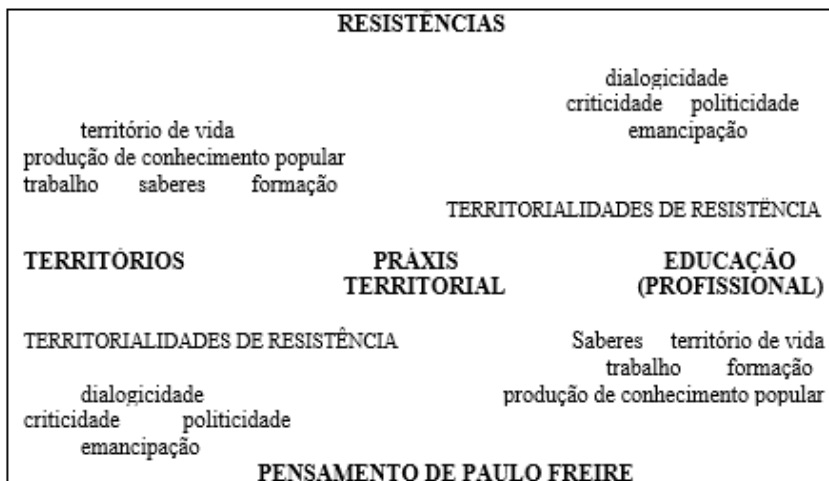 RESISTÊNCIAS
dialogicidade
criticidade politicidade
território de vida emancipação
produção de conhecimento popular
trabalho saberes formação
TERRITORIALIDADES DE RESISTÊNCIA
TERRITÓRIOS PRÁXIS EDUCAÇÃO
TERRITORIAL (PROFISSIONAL)
TERRITORIALIDADES DE RESISTÊNCIA Saberes território de vida
trabalho formação
dialogicidade produção de conhecimento popular
criticidade politicidade
emancipação
PENSAMENTO DE PAULO FREIRE